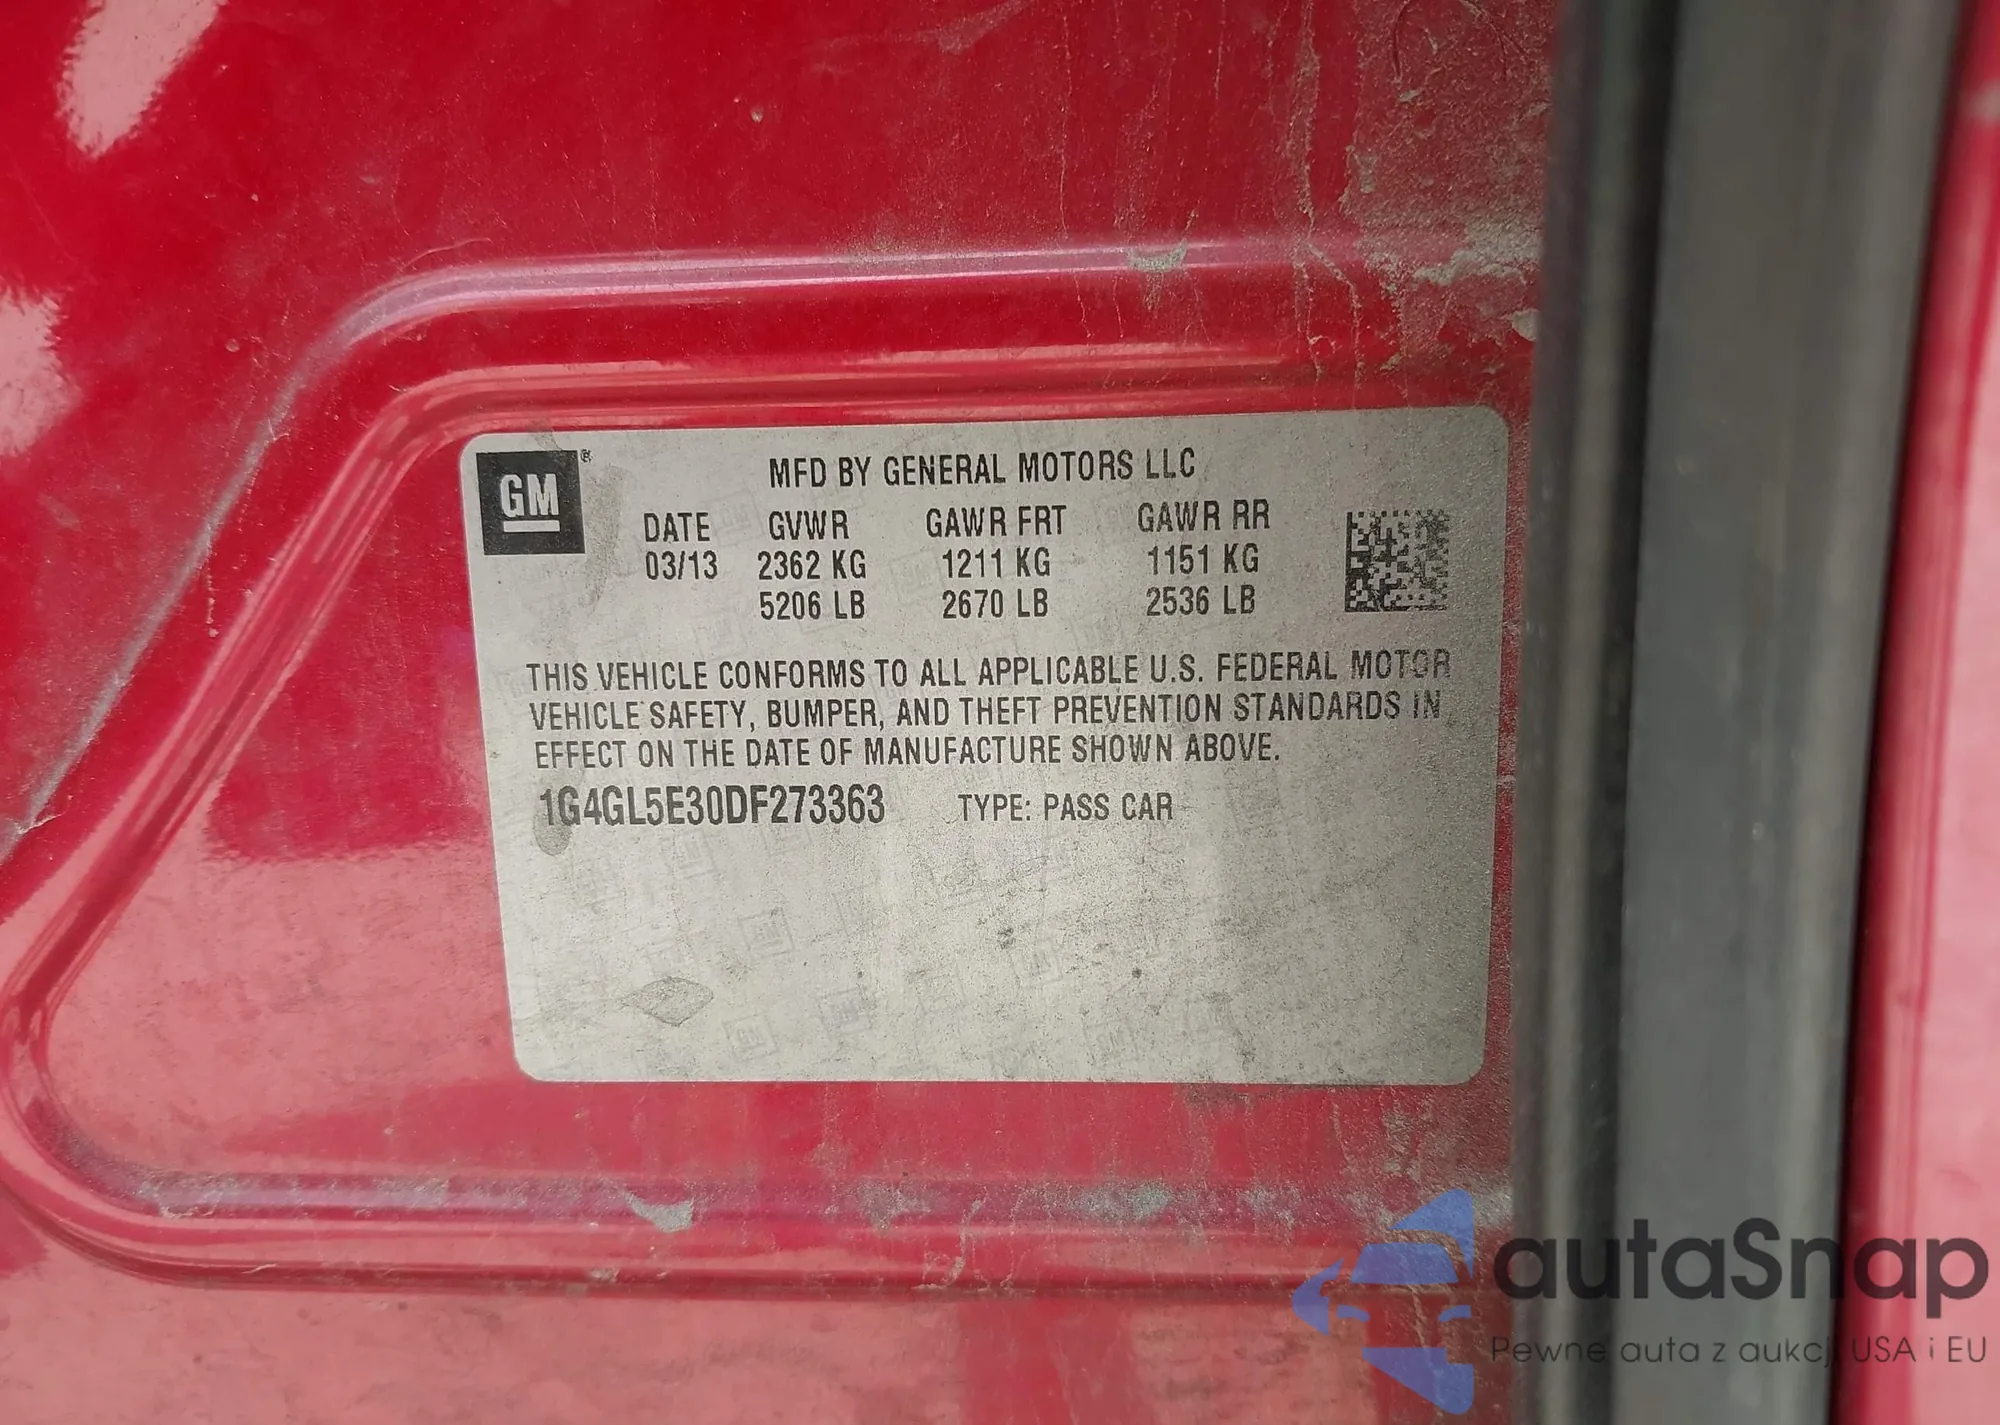 GM ®
MFD BY GENERAL MOTORS LLC
DATE GVWR GAWR FRT GAWR RR
03/13 2362 KG 1211 KG 1151 KG
5206 LB 2670 LB 2536 LB
THIS VEHICLE CONFORMS TO ALL APPLICABLE U.S. FEDERAL MOTOR
VEHICLE SAFETY, BUMPER, AND THEFT PREVENTION STANDARDS IN
EFFECT ON THE DATE OF MANUFACTURE SHOWN ABOVE.
1G4GL5E30DF273363 TYPE: PASS CAR
autaSnap
Pewne auta z aukcji USA i EU